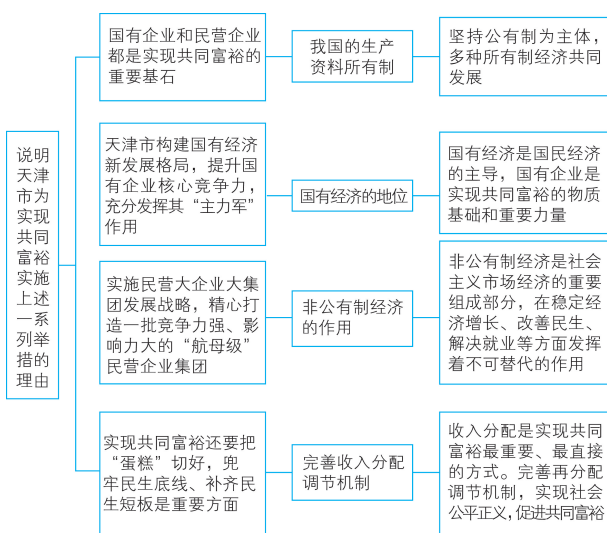 说明
天津
市为
实现
共同
富裕
实施
上述
一系
列举
措的
理由
国有企业和民营企业
都是实现共同富裕的
重要基石
我国的生产
资料所有制
坚持公有制为主体，
多种所有制经济共同
发展
天津市构建国有经济
新发展格局，提升国
有企业核心竞争力，
充分发挥其“主力军”
作用
国有经济的地位
国有经济是国民经济
的主导，国有企业是
实现共同富裕的物质
基础和重要力量
实施民营大企业大集
团发展战略，精心打
造一批竞争力强、影
响力大的“航母级”
民营企业集团
非公有制经济
的作用
非公有制经济是社会
主义市场经济的重要
组成部分，在稳定经
济增长、改善民生、
解决就业等方面发挥
着不可替代的作用
实现共同富裕还要把
“蛋糕”切好，兜
牢民生底线、补齐民
生短板是重要方面
完善收入分配
调节机制
收入分配是实现共同
富裕最重要、最直接
的方式。完善再分配
调节机制，实现社会
公平正义，促进共同富裕